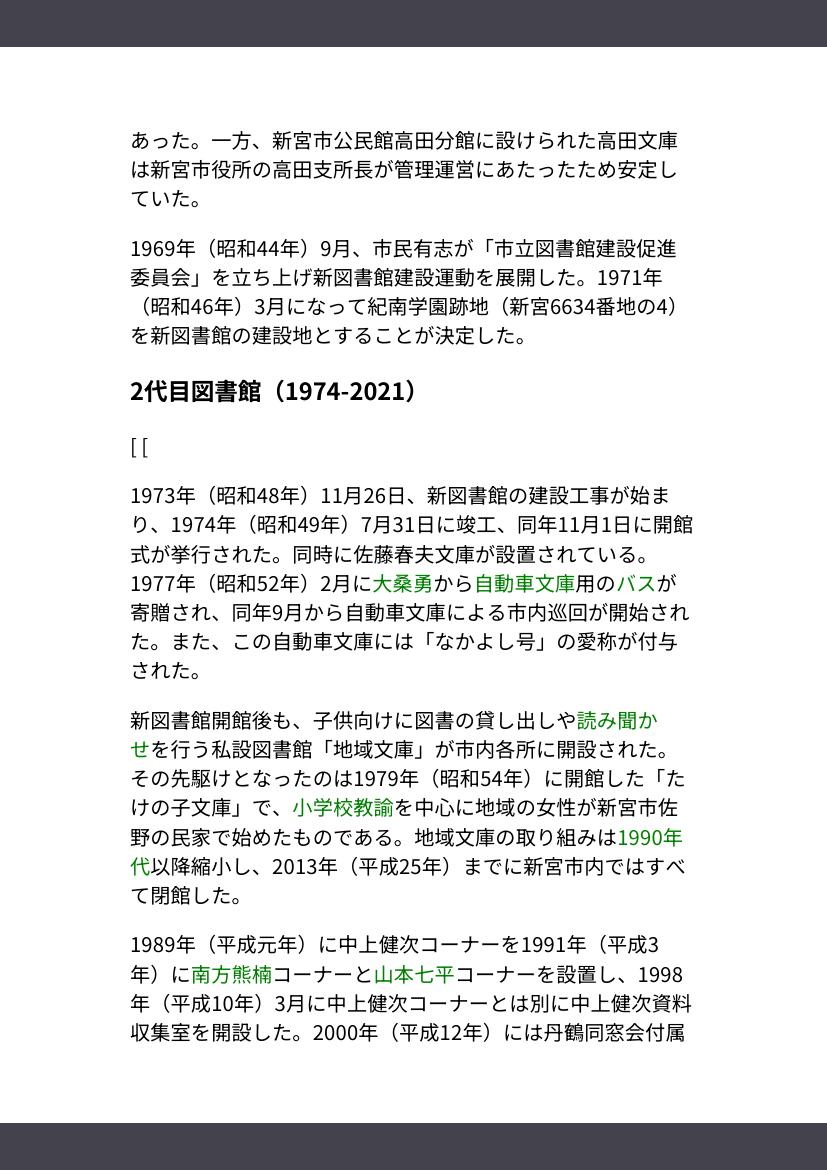 あった。一方、新宮市公民館高田分館に設けられた高田文庫
は新宮市役所の高田支所長が管理運営にあたったため安定し
ていた。
1969年（昭和44年）9月、市民有志が「市立図書館建設促進
委員会」を立ち上げ新図書館建設運動を展開した。1971年
（昭和46年）3月になって紀南学園跡地（新宮6634番地の4）
を新図書館の建設地とすることが決定した。
2代目図書館（1974-2021）
[ [
1973年（昭和48年）11月26日、新図書館の建設工事が始ま
り、1974年（昭和49年）7月31日に竣工、同年11月1日に開館
式が挙行された。同時に佐藤春夫文庫が設置されている。
1977年（昭和52年）2月に大桑勇から自動車文庫用のバスが
寄贈され、同年9月から自動車文庫による市内巡回が開始され
た。また、この自動車文庫には「なかよし号」の愛称が付与
された。
新図書館開館後も、子供向けに図書の貸し出しや読み聞か
せを行う私設図書館「地域文庫」が市内各所に開設された。
その先駆けとなったのは1979年（昭和54年）に開館した「た
けの子文庫」で、小学校教諭を中心に地域の女性が新宮市佐
野の民家で始めたものである。地域文庫の取り組みは1990年
代以降縮小し、2013年（平成25年）までに新宮市内ではすべ
て閉館した。
1989年（平成元年）に中上健次コーナーを1991年（平成3
年）に南方熊楠コーナーと山本七平コーナーを設置し、1998
年（平成10年）3月に中上健次コーナーとは別に中上健次資料
収集室を開設した。2000年（平成12年）には丹鶴同窓会付属